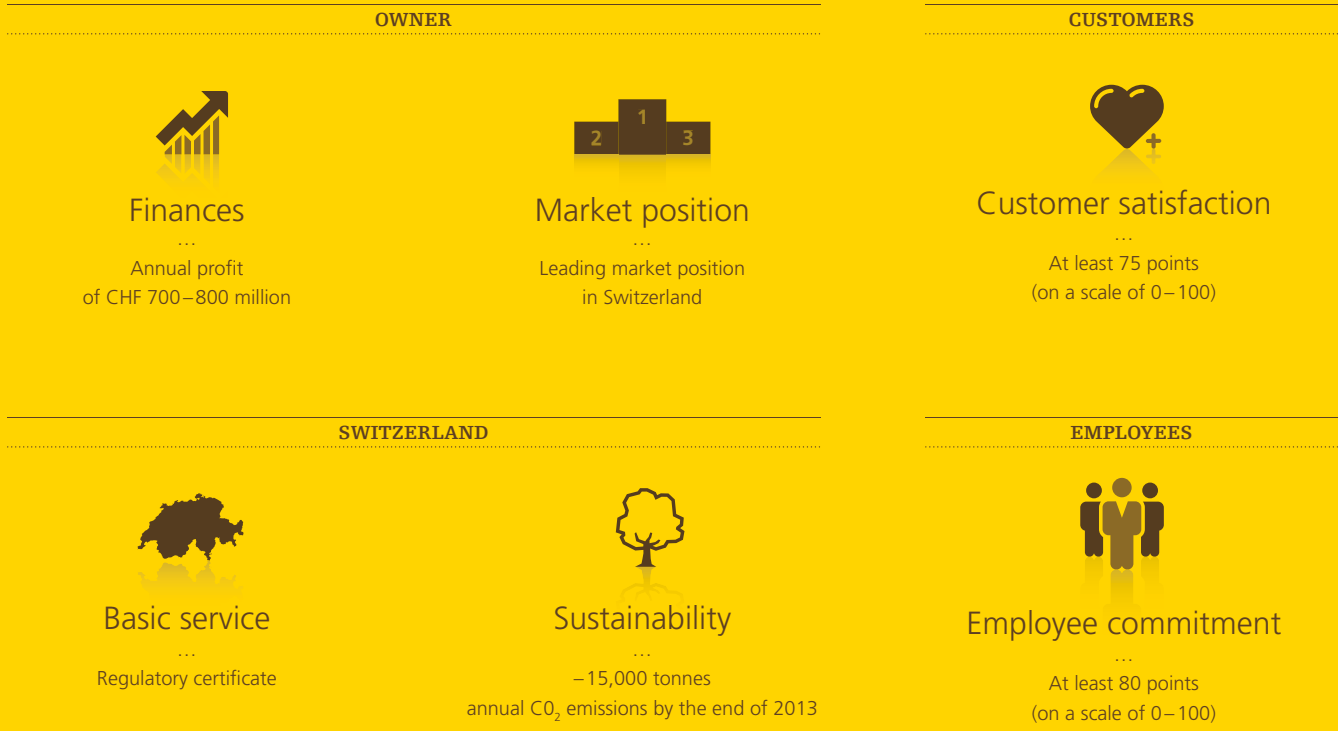 OWNER
2 1 3
Finances
…
Annual profit
of CHF 700–800 million
Market position
…
Leading market position
in Switzerland
CUSTOMERS
Customer satisfaction
…
At least 75 points
(on a scale of 0–100)
SWITZERLAND
Basic service
…
Regulatory certificate
Sustainability
…
–15,000 tonnes
annual C0₂ emissions by the end of 2013
EMPLOYEES
Employee commitment
…
At least 80 points
(on a scale of 0–100)